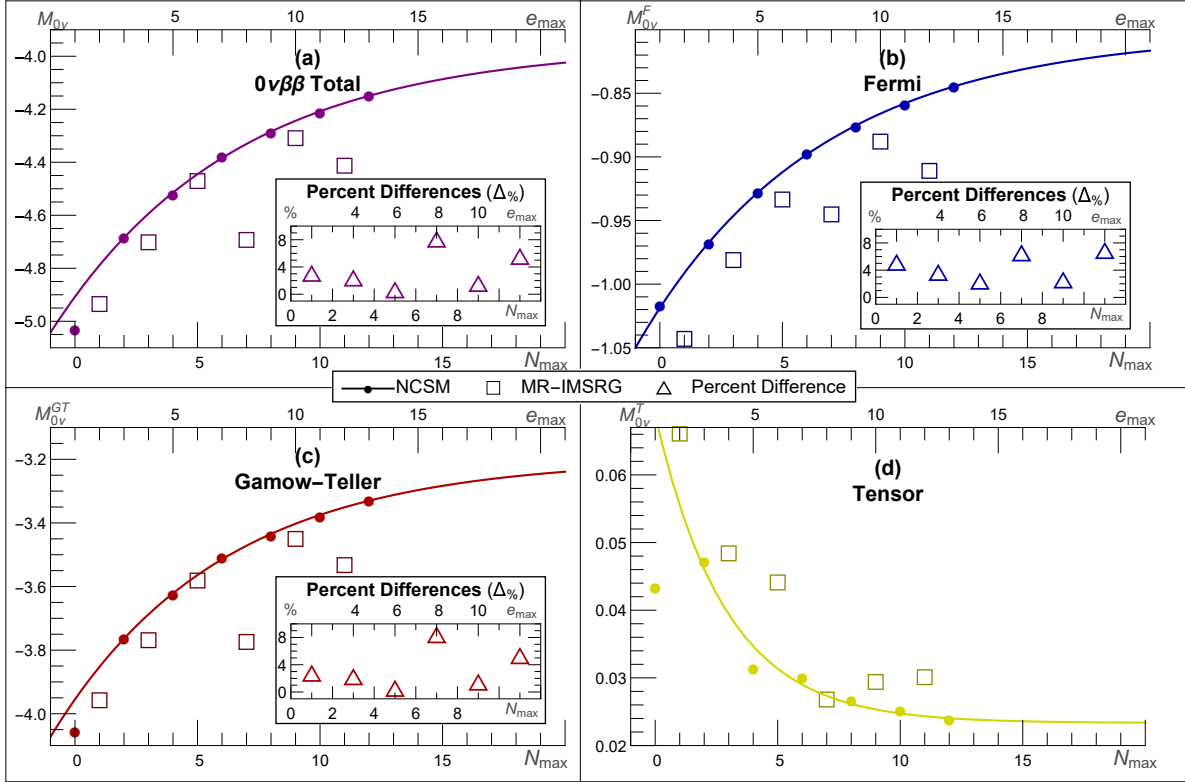 M0ν 5 10 15 emax
(a)
0νββ Total
−4.0
−4.2
−4.4
−4.6
−4.8
−5.0
Percent Differences (Δ%)
% 4 6 8 10 emax
8
4
0
0 2 4 6 8 Nmax
0 5 10 15 Nmax
M0νF 5 10 15 emax
(b)
Fermi
−0.85
−0.90
−0.95
−1.00
−1.05
Percent Differences (Δ%)
% 4 6 8 10 emax
8
4
0
0 2 4 6 8 Nmax
0 5 10 15 Nmax
NCSM MR−IMSRG Percent Difference
M0νGT 5 10 15 emax
(c)
Gamow−Teller
−3.2
−3.4
−3.6
−3.8
−4.0
Percent Differences (Δ%)
% 4 6 8 10 emax
8
4
0
0 2 4 6 8 Nmax
0 5 10 15 Nmax
M0νT 5 10 15 emax
(d)
Tensor
0.06
0.05
0.04
0.03
0.02
0 5 10 15 Nmax